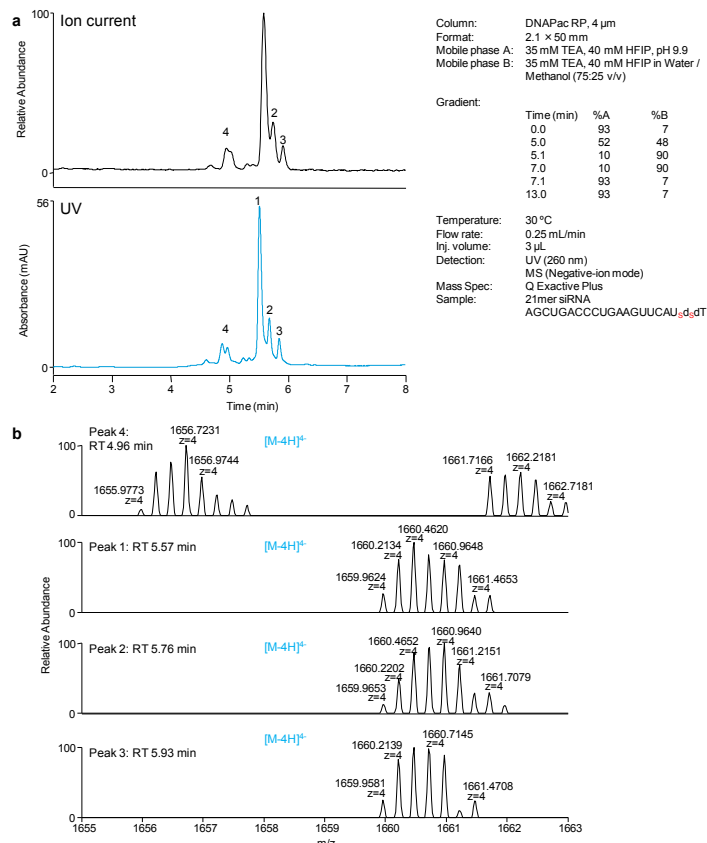 a
Ion current
Relative Abundance
100
0
4
2
3
UV
Absorbance (mAU)
56
0
1
2
3
4
2 3 4 5 6 7 8
Time (min)
Column: DNAPac RP, 4 µm
Format: 2.1 × 50 mm
Mobile phase A: 35 mM TEA, 40 mM HFIP, pH 9.9
Mobile phase B: 35 mM TEA, 40 mM HFIP in Water /
Methanol (75:25 v/v)
Gradient:
Time (min) %A %B
0.0 93 7
5.0 52 48
5.1 10 90
7.0 10 90
7.1 93 7
13.0 93 7
Temperature: 30 ºC
Flow rate: 0.25 mL/min
Inj. volume: 3 µL
Detection: UV (260 nm)
MS (Negative-ion mode)
Mass Spec: Q Exactive Plus
Sample: 21mer siRNA
AGCUGACCCUGAAGUUCAUSdSdT
b
Relative Abundance
Peak 4:
RT 4.96 min
[M-4H]4-
100
0
1655.9773
z=4
1656.7231
z=4
1656.9744
z=4
1661.7166
z=4
1662.2181
z=4
1662.7181
z=4
Peak 1: RT 5.57 min
[M-4H]4-
100
0
1659.9624
z=4
1660.2134
z=4
1660.4620
z=4
1660.9648
z=4
1661.4653
z=4
Peak 2: RT 5.76 min
[M-4H]4-
100
0
1659.9653
z=4
1660.2202
z=4
1660.4652
z=4
1660.9640
z=4
1661.2151
z=4
1661.7079
z=4
Peak 3: RT 5.93 min
[M-4H]4-
100
0
1659.9581
z=4
1660.2139
z=4
1660.7145
z=4
1661.4708
z=4
1655 1656 1657 1658 1659 1660 1661 1662 1663
m/z